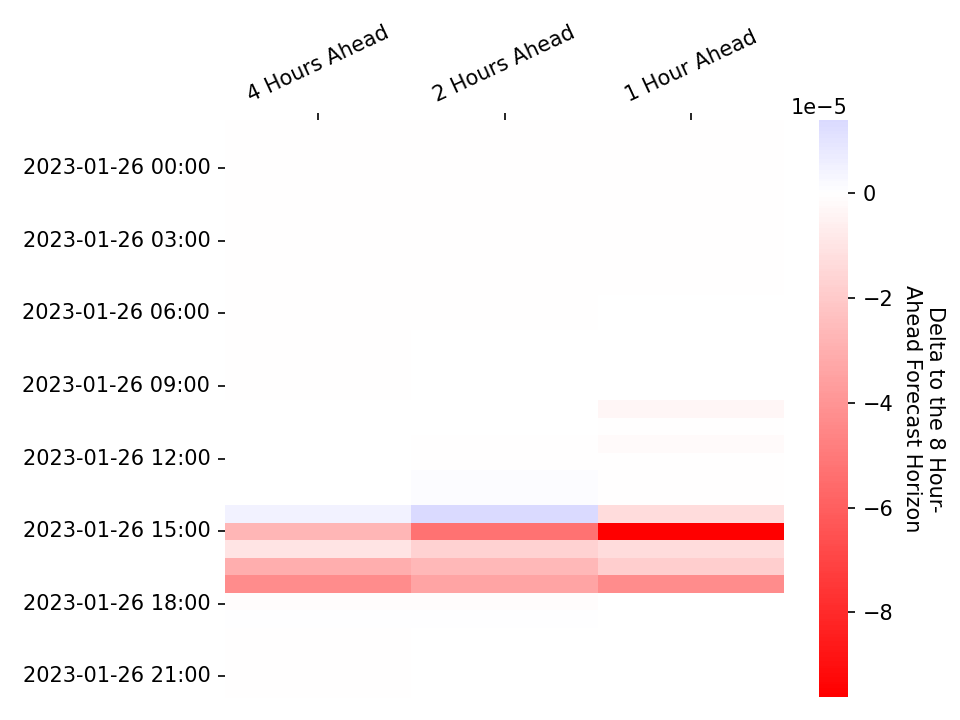 4 Hours Ahead
2 Hours Ahead
1 Hour Ahead
1e−5
2023-01-26 00:00
2023-01-26 03:00
2023-01-26 06:00
2023-01-26 09:00
2023-01-26 12:00
2023-01-26 15:00
2023-01-26 18:00
2023-01-26 21:00
0
−2
−4
−6
−8
Delta to the 8 Hour-
Ahead Forecast Horizon